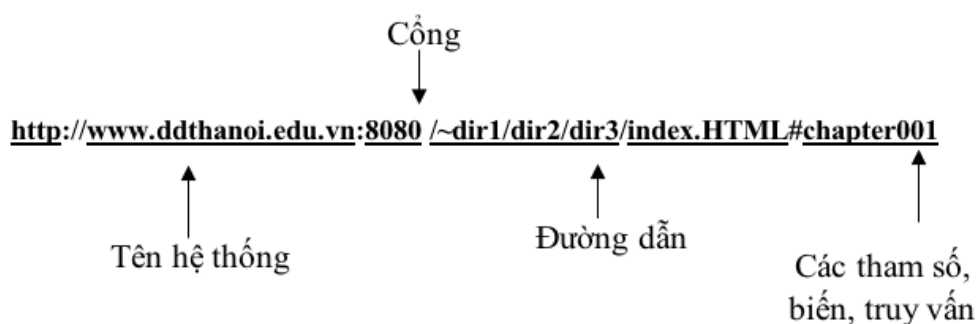 Cổng
http://www.ddthanoi.edu.vn:8080 /~dir1/dir2/dir3/index.HTML#chapter001
Tên hệ thống
Đường dẫn
Các tham số,
biến, truy vấn